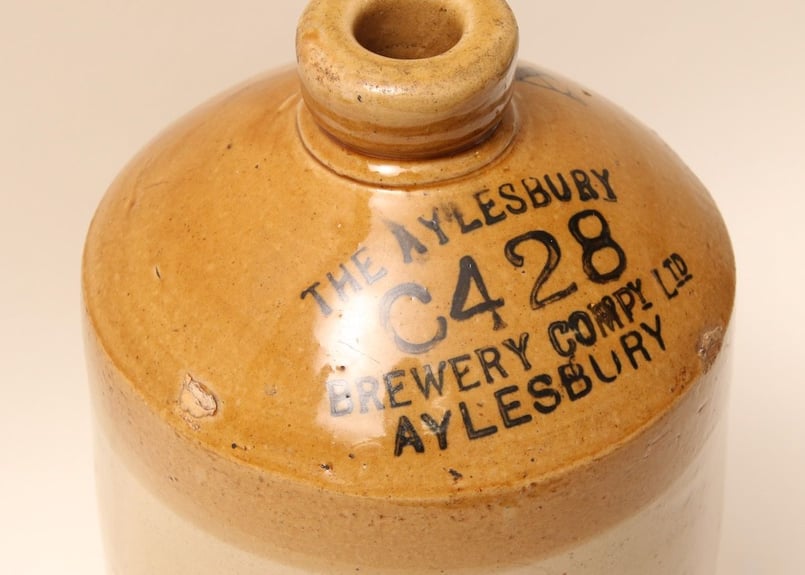 THE AYLESBURY
C428
BREWERY COMPY LTD
AYLESBURY